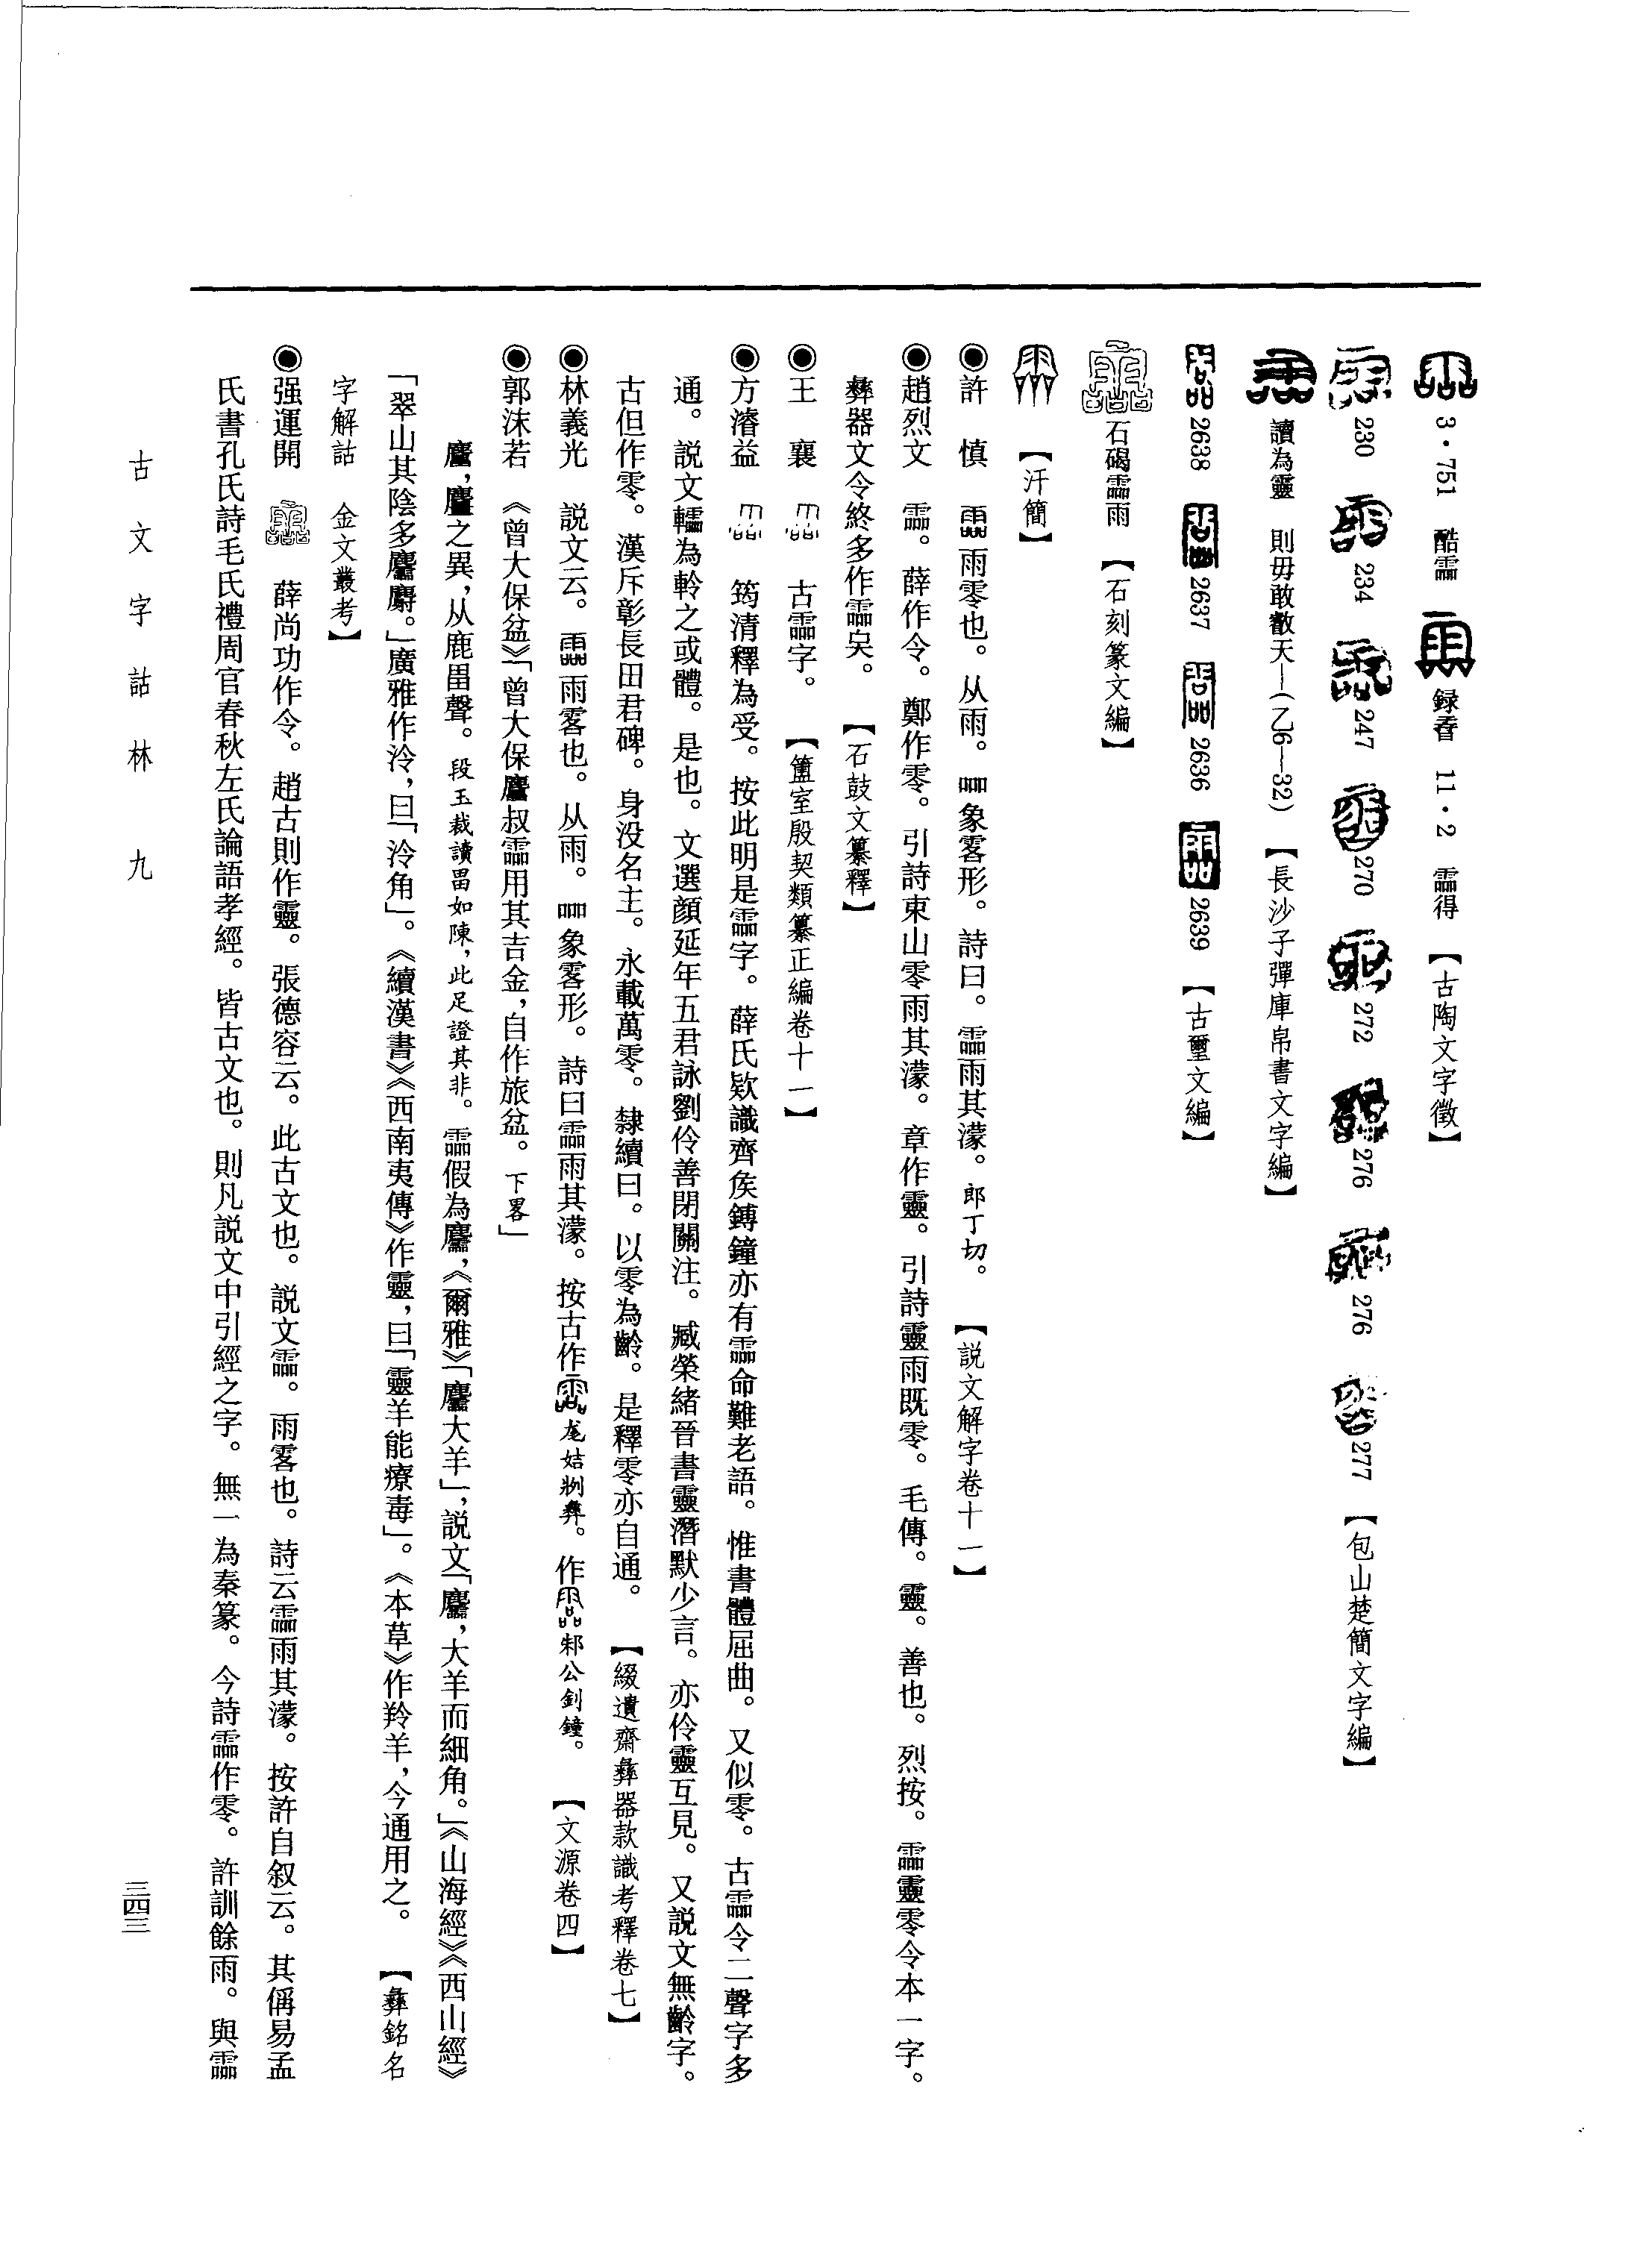 3·751 酷霝 録香 11·2 霝得 【古陶文字徵】
230 234 247 270 272 276 276 277 【包山楚簡文字編】
讀為靈 則毋敢 天—(乙6—32) 【長沙子彈庫帛書文字編】
2638 2637 2636 2639 【古璽文編】
石碣霝雨 【石刻篆文編】
【汗簡】
◉許 慎 霝雨零也。从雨。𠱠象零形。詩曰。霝雨其濛。郎丁切。 【説文解字卷十一】
◉趙烈文 霝。薛作令。鄭作零。引詩東山零雨其濛。章作靈。引詩靈雨既零。毛傳。靈。善也。烈按。霝靈零令本一字。
彝器文令終多作霝矣。 【石鼓文纂釋】
◉王 襄 古霝字。 【簠室殷契類纂正編卷十一】
◉方濬益 筠清釋為受。按此明是霝字。薛氏欵識齊矦鎛鐘亦有霝命難老語。惟書體屈曲。又似零。古霝令二聲字多
通。説文轜為軨之或體。是也。文選顔延年五君詠劉伶善閉關注。臧榮緒晉書靈潛默少言。亦伶靈互見。又説文無齡字。
古但作零。漢斥彰長田君碑。身没名主。永載萬零。隸續曰。以零為齡。是釋零亦自通。 【綴遺齋彝器款識考釋卷七】
◉林義光 説文云。霝雨零也。从雨。𠱠象零形。詩曰霝雨其濛。按古作 彝。作 邾公釗鐘。 【文源卷四】
◉郭沫若 《曾大保盆》「曾大保 叔霝用其吉金,自作旅盆。下畧」
之異,从鹿畐聲。段玉裁讀 如陳,此足證其非。霝假為麢,《爾雅》「麢大羊」,説文「麢,大羊而細角。」《山海經》《西山經》
「翠山其陰多麢麝。」廣雅作泠,曰「泠角」。《續漢書》《西南夷傳》作靈,曰「靈羊能療毒」。《本草》作羚羊,今通用之。 【彝銘名
字解詁 金文叢考】
◉强運開 薛尚功作令。趙古則作靈。張德容云。此古文也。説文霝。雨零也。詩云霝雨其濛。按許自叙云。其偁易孟
氏書孔氏詩毛氏禮周官春秋左氏論語孝經。皆古文也。則凡説文中引經之字。無一為秦篆。今詩霝作零。許訓餘雨。與霝
古文字詁林 九
三四三